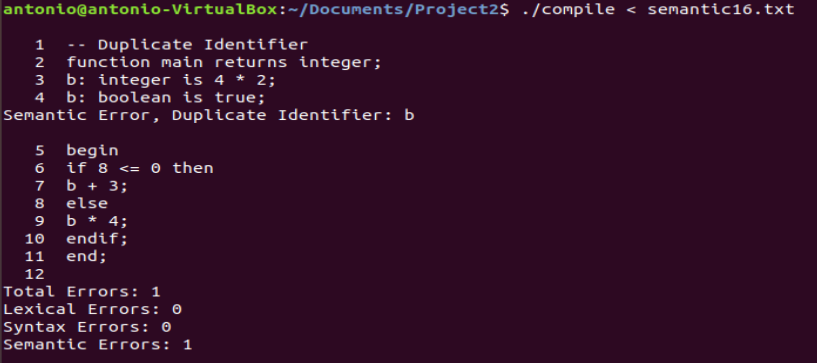 antonio@antonio-VirtualBox:~/Documents/Project2$ ./compile < semantic16.txt
1 -- Duplicate Identifier
2 function main returns integer;
3 b: integer is 4 * 2;
4 b: boolean is true;
Semantic Error, Duplicate Identifier: b
5 begin
6 if 8 <= 0 then
7 b + 3;
8 else
9 b * 4;
10 endif;
11 end;
12
Total Errors: 1
Lexical Errors: 0
Syntax Errors: 0
Semantic Errors: 1